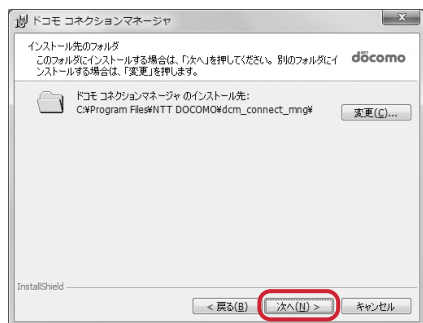 ドコモ コネクションマネージャ
インストール先のフォルダ
このフォルダにインストールする場合は、「次へ」を押してください。別のフォルダにイ
ンストールする場合は、「変更」を押します。
NTT
döcomo
ドコモ コネクションマネージャ のインストール先:
C:¥Program Files¥NTT DOCOMO¥dcm_connect_mng¥
変更(C)...
InstallShield
< 戻る(B)
次へ(N) >
キャンセル